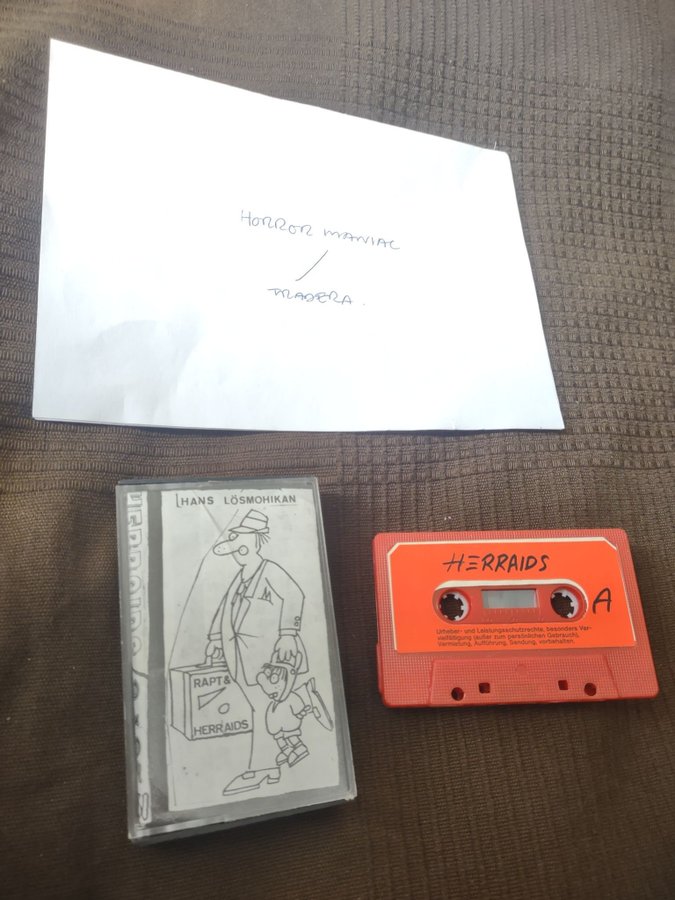 HORROR MANIAC
/
TRADERA.
HANS LÖSMOHIKAN
RAPT &
HERRAIDS
M
HERRAIDS
A
Urheber- und Leistungsschutzrechte, besonders Ver-
vielfältigung (außer zum persönlichen Gebrauch),
Vermietung, Aufführung, Sendung, vorbehalten.